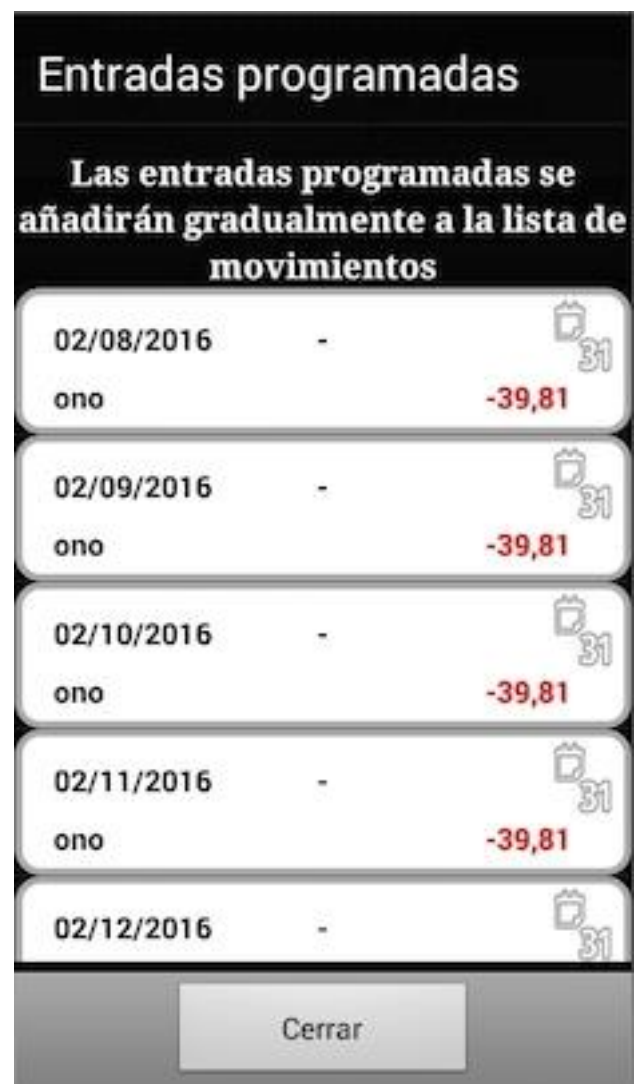 Entradas programadas
Las entradas programadas se
añadirán gradualmente a la lista de
movimientos
02/08/2016 -
31
ono -39,81
02/09/2016 -
31
ono -39,81
02/10/2016 -
31
ono -39,81
02/11/2016 -
31
ono -39,81
02/12/2016 -
31
Cerrar